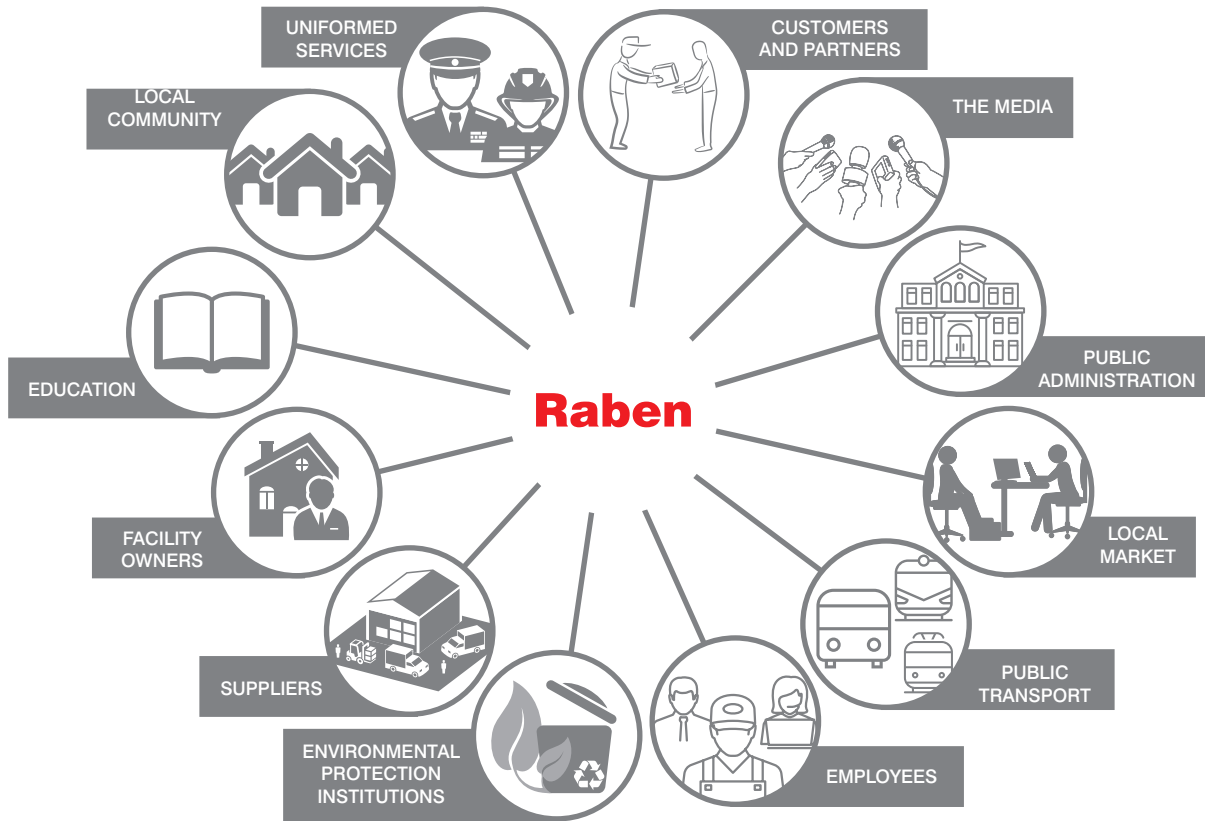 UNIFORMED
SERVICES
CUSTOMERS
AND PARTNERS
LOCAL
COMMUNITY
THE MEDIA
EDUCATION
PUBLIC
ADMINISTRATION
Raben
FACILITY
OWNERS
LOCAL
MARKET
SUPPLIERS
PUBLIC
TRANSPORT
ENVIRONMENTAL
PROTECTION
INSTITUTIONS
EMPLOYEES